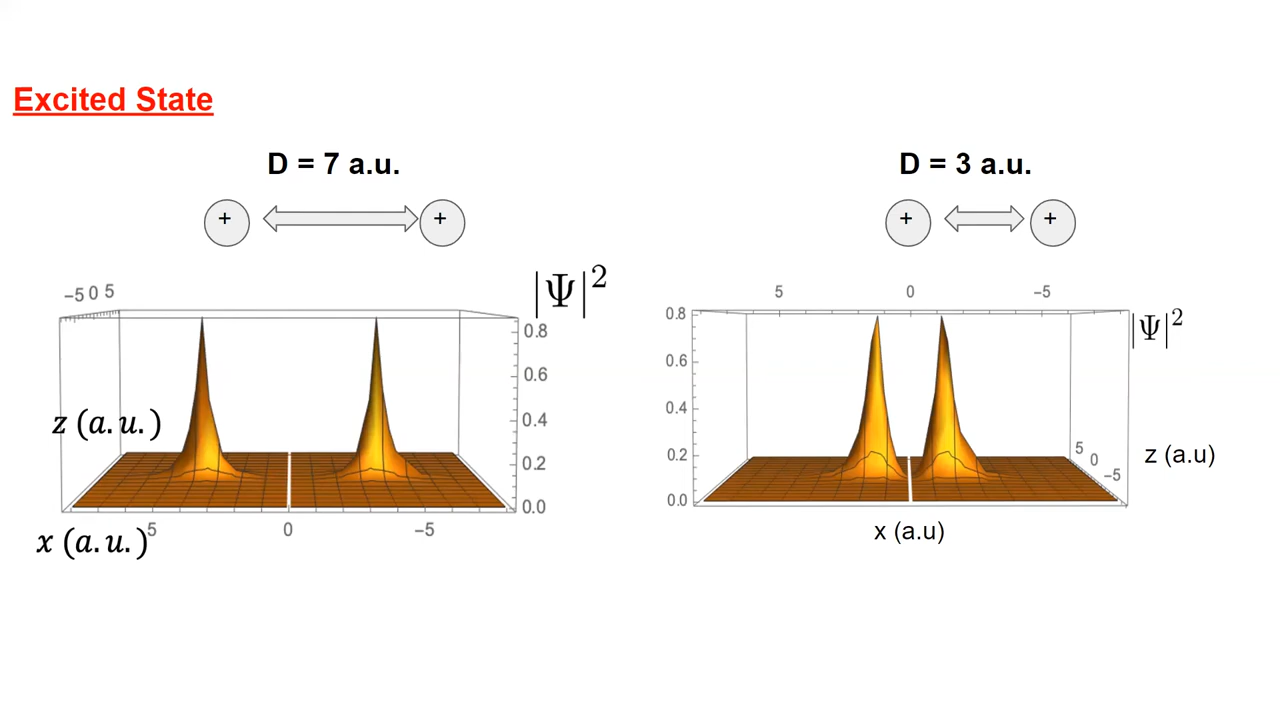 Excited State
D = 7 a.u.
+ +
|Ψ|²
−5 0 5
0.8
0.6
0.4
0.2
0.0
z (a.u.)
x (a.u.)
5 0 −5
D = 3 a.u.
+ +
5 0 −5
|Ψ|²
0.8
0.6
0.4
0.2
0.0
5 0 −5
z (a.u)
x (a.u)